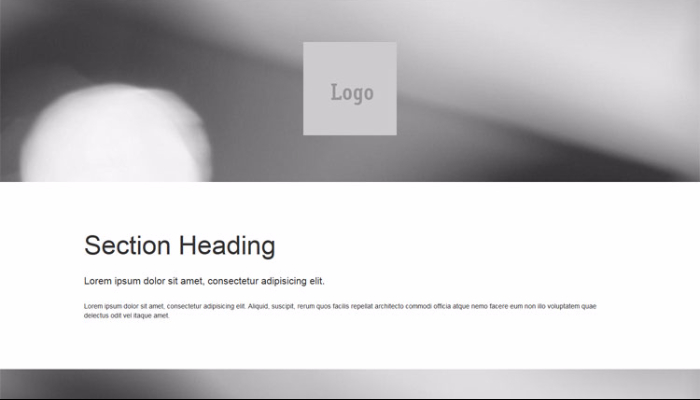 Logo
Section Heading
Lorem ipsum dolor sit amet, consectetur adipisicing elit.
Lorem ipsum dolor sit amet, consectetur adipisicing elit. Aliquid, suscipit, rerum quos facilis repellat architecto commodi officia atque nemo facere eum non illo voluptatem quae
delectus odit vel itaque amet.